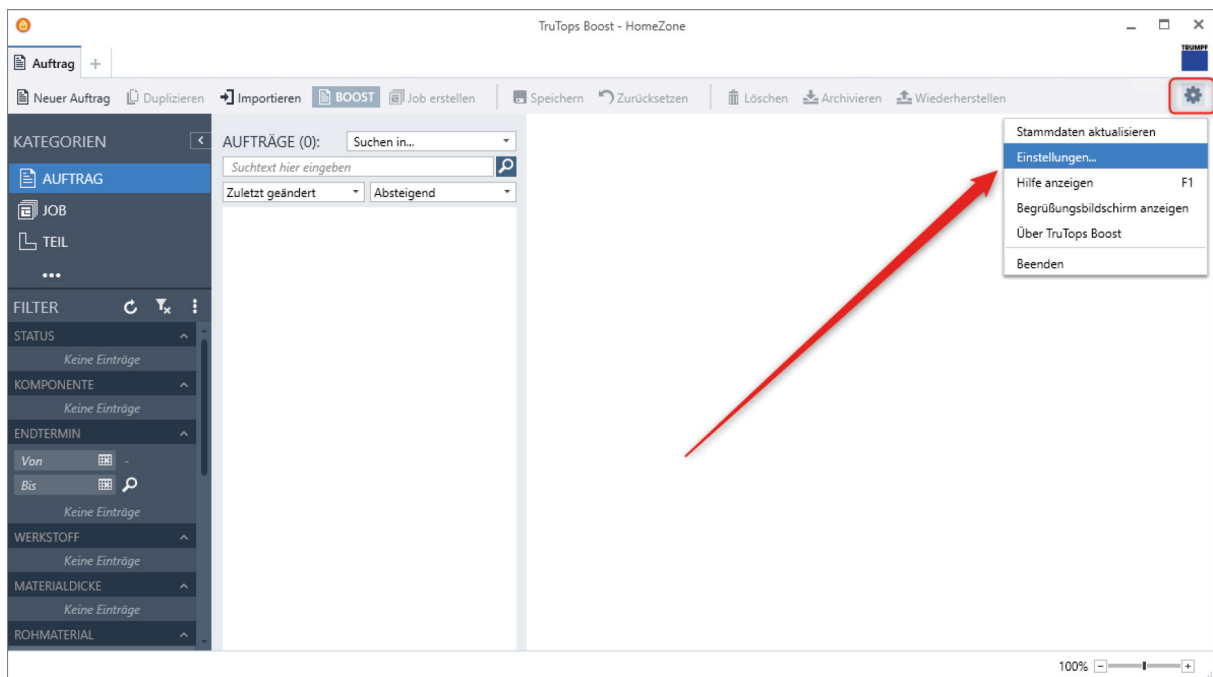 TruTops Boost - HomeZone
TRUMPF
Auftrag
Neuer Auftrag Duplizieren Importieren BOOST Job erstellen Speichern Zurücksetzen Löschen Archivieren Wiederherstellen
KATEGORIEN
AUFTRAG
JOB
TEIL
FILTER
STATUS
Keine Einträge
KOMPONENTE
Keine Einträge
ENDTERMIN
Von -
Bis
Keine Einträge
WERKSTOFF
Keine Einträge
MATERIALDICKE
Keine Einträge
ROHMATERIAL
AUFTRÄGE (0): Suchen in...
Suchtext hier eingeben
Zuletzt geändert Absteigend
Stammdaten aktualisieren
Einstellungen...
Hilfe anzeigen F1
Begrüßungsbildschirm anzeigen
Über TruTops Boost
Beenden
100%